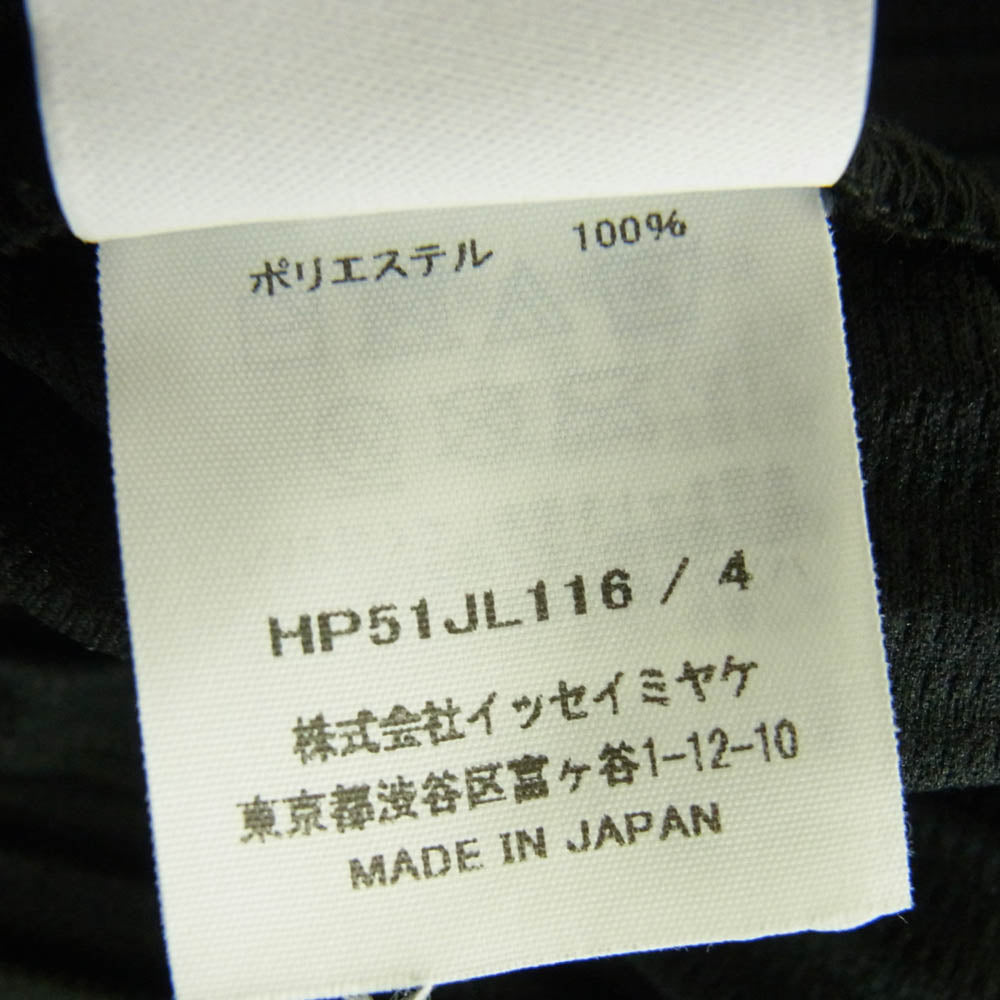 ポリエステル 100%
HP51JL116 / 4
株式会社イッセイミヤケ
東京都渋谷区富ヶ谷1-12-10
MADE IN JAPAN